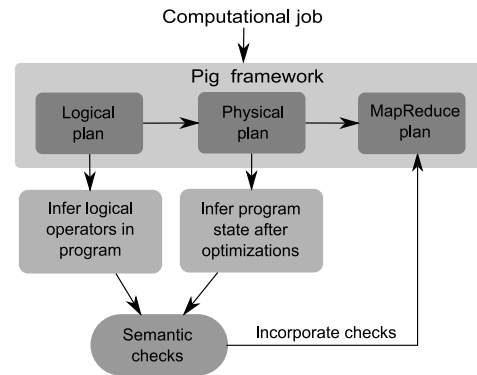 Computational job
Pig framework
Logical
plan
Physical
plan
MapReduce
plan
Infer logical
operators in
program
Infer program
state after
optimizations
Semantic
checks
Incorporate checks